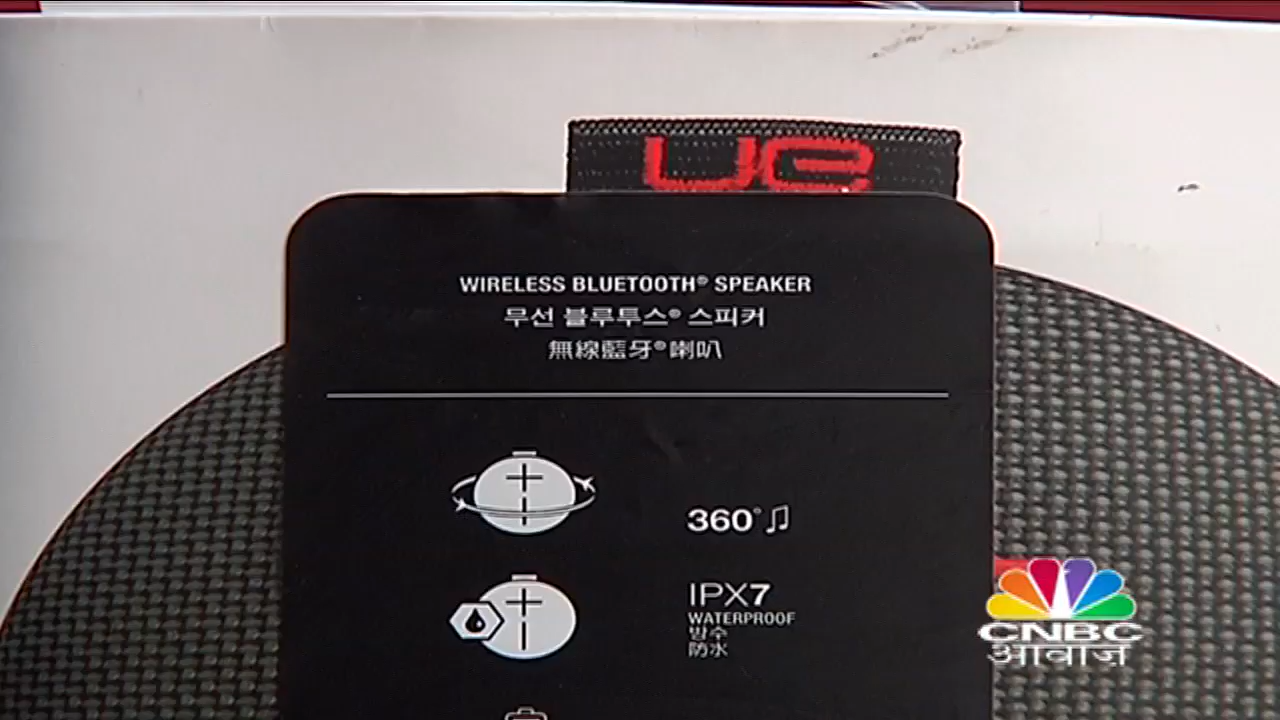 ue
WIRELESS BLUETOOTH® SPEAKER
무선 블루투스® 스피커
無線藍牙®喇叭
360°
IPX7
WATERPROOF
방수
防水
CNBC
आवाज़